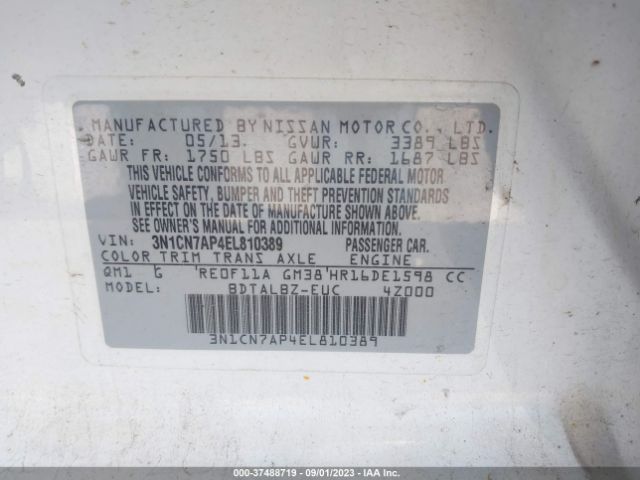 MANUFACTURED BY NISSAN MOTOR CO., LTD.
DATE: 05/13 GVWR: 3389 LBS
GAWR FR: 1750 LBS GAWR RR: 1687 LBS
THIS VEHICLE CONFORMS TO ALL APPLICABLE FEDERAL MOTOR
VEHICLE SAFETY, BUMPER AND THEFT PREVENTION STANDARDS
IN EFFECT ON THE DATE OF MANUFACTURE SHOWN ABOVE.
SEE OWNER'S MANUAL FOR ADDITIONAL INFORMATION.
VIN: 3N1CN7AP4EL810389 PASSENGER CAR.
COLOR TRIM TRANS AXLE ENGINE
QM1 G RE0F11A GM38 HR16DE1598 CC
MODEL: BDTALBZ-EUC 4Z000
3N1CN7AP4EL810389
000-37488719 - 09/01/2023 - IAA Inc.